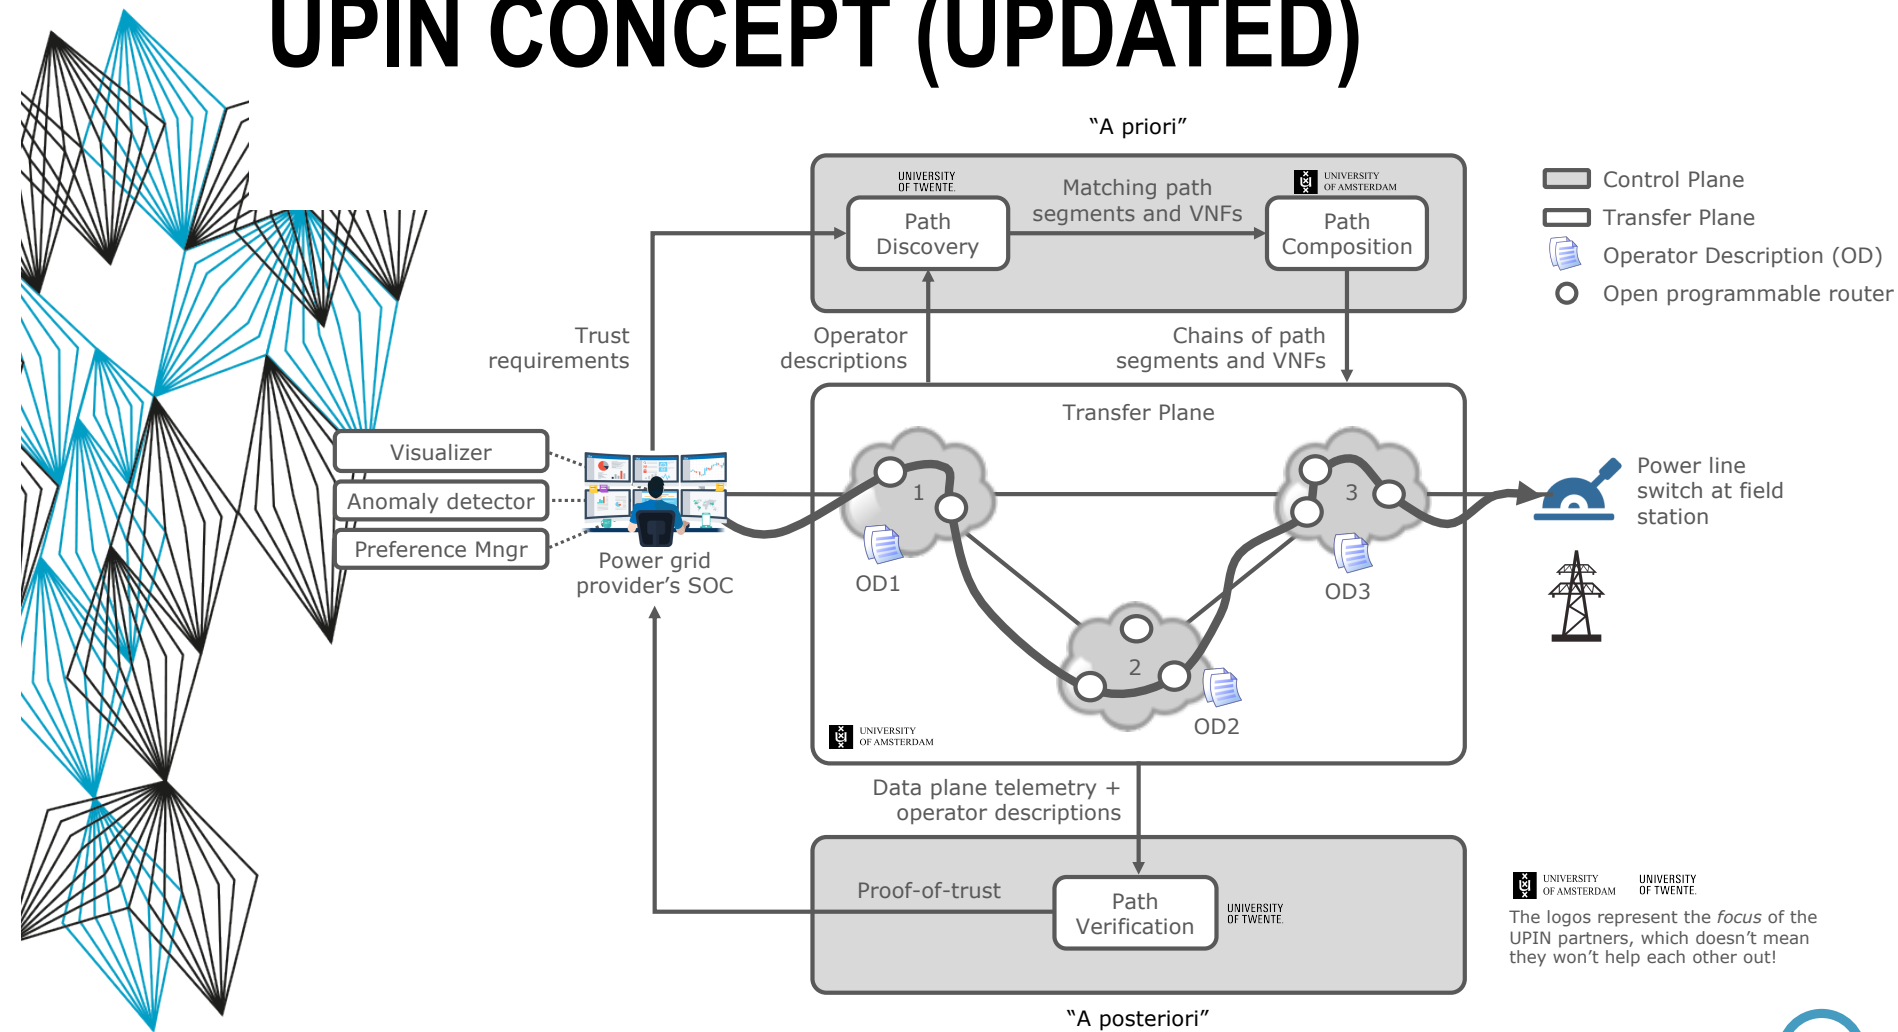 UPIN CONCEPT (UPDATED)
“A priori”
UNIVERSITY
OF TWENTE.
Path
Discovery
Matching path
segments and VNFs
UNIVERSITY
OF AMSTERDAM
Path
Composition
Control Plane
Transfer Plane
Operator Description (OD)
Open programmable router
Trust
requirements
Operator
descriptions
Chains of path
segments and VNFs
Transfer Plane
Visualizer
Anomaly detector
Preference Mngr
Power grid
provider’s SOC
1
OD1
2
OD2
3
OD3
Power line
switch at field
station
UNIVERSITY
OF AMSTERDAM
Data plane telemetry +
operator descriptions
Proof-of-trust
Path
Verification
UNIVERSITY
OF TWENTE.
“A posteriori”
UNIVERSITY
OF AMSTERDAM
UNIVERSITY
OF TWENTE.
The logos represent the focus of the
UPIN partners, which doesn’t mean
they won’t help each other out!